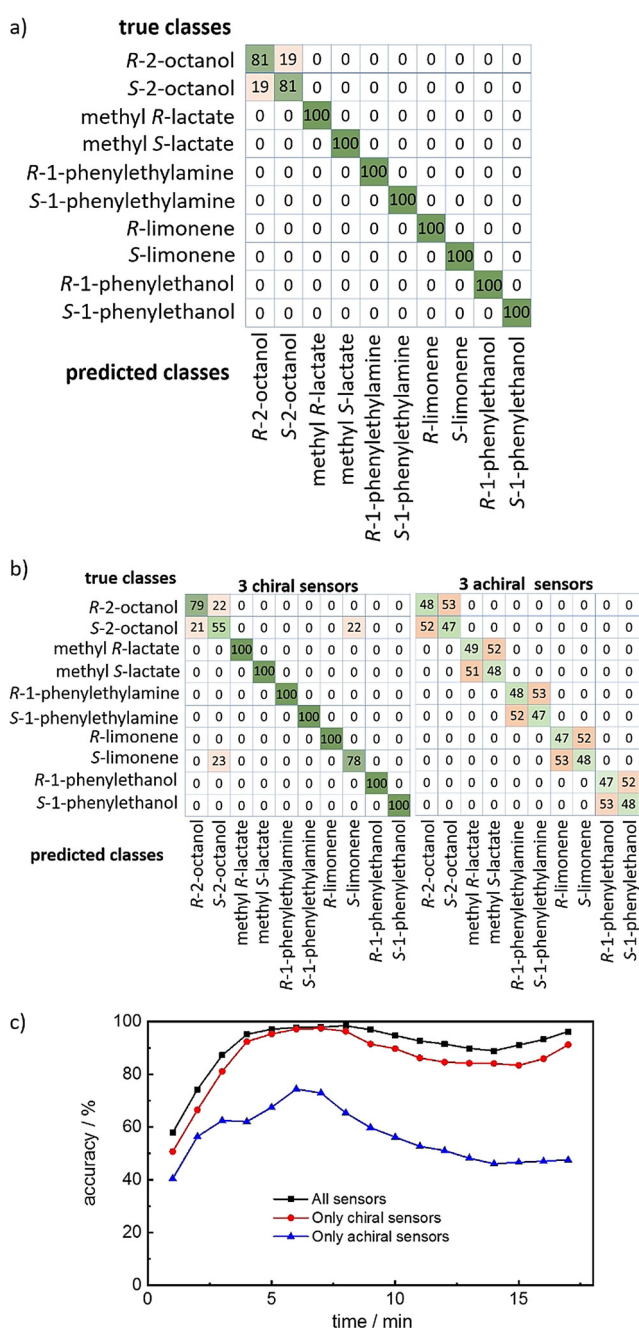 a)
true classes
R-2-octanol 81 19 0 0 0 0 0 0 0 0
S-2-octanol 19 81 0 0 0 0 0 0 0 0
methyl R-lactate 0 0 100 0 0 0 0 0 0 0
methyl S-lactate 0 0 0 100 0 0 0 0 0 0
R-1-phenylethylamine 0 0 0 0 100 0 0 0 0 0
S-1-phenylethylamine 0 0 0 0 0 100 0 0 0 0
R-limonene 0 0 0 0 0 0 100 0 0 0
S-limonene 0 0 0 0 0 0 0 100 0 0
R-1-phenylethanol 0 0 0 0 0 0 0 0 100 0
S-1-phenylethanol 0 0 0 0 0 0 0 0 0 100
predicted classes
R-2-octanol
S-2-octanol
methyl R-lactate
methyl S-lactate
R-1-phenylethylamine
S-1-phenylethylamine
R-limonene
S-limonene
R-1-phenylethanol
S-1-phenylethanol
b)
true classes 3 chiral sensors 3 achiral sensors
R-2-octanol 79 22 0 0 0 0 0 0 0 0 48 53 0 0 0 0 0 0 0 0
S-2-octanol 21 55 0 0 0 0 0 22 0 0 52 47 0 0 0 0 0 0 0 0
methyl R-lactate 0 0 100 0 0 0 0 0 0 0 0 0 49 52 0 0 0 0 0 0
methyl S-lactate 0 0 0 100 0 0 0 0 0 0 0 0 51 48 0 0 0 0 0 0
R-1-phenylethylamine 0 0 0 0 100 0 0 0 0 0 0 0 0 0 48 53 0 0 0 0
S-1-phenylethylamine 0 0 0 0 0 100 0 0 0 0 0 0 0 0 52 47 0 0 0 0
R-limonene 0 0 0 0 0 0 100 0 0 0 0 0 0 0 0 0 47 52 0 0
S-limonene 0 23 0 0 0 0 0 78 0 0 0 0 0 0 0 0 53 48 0 0
R-1-phenylethanol 0 0 0 0 0 0 0 0 100 0 0 0 0 0 0 0 0 0 47 52
S-1-phenylethanol 0 0 0 0 0 0 0 0 0 100 0 0 0 0 0 0 0 0 53 48
predicted classes
R-2-octanol
S-2-octanol
methyl R-lactate
methyl S-lactate
R-1-phenylethylamine
S-1-phenylethylamine
R-limonene
S-limonene
R-1-phenylethanol
S-1-phenylethanol
R-2-octanol
S-2-octanol
methyl R-lactate
methyl S-lactate
R-1-phenylethylamine
S-1-phenylethylamine
R-limonene
S-limonene
R-1-phenylethanol
S-1-phenylethanol
c)
accuracy / %
100
80
60
40
20
0
All sensors
Only chiral sensors
Only achiral sensors
0 5 10 15
time / min